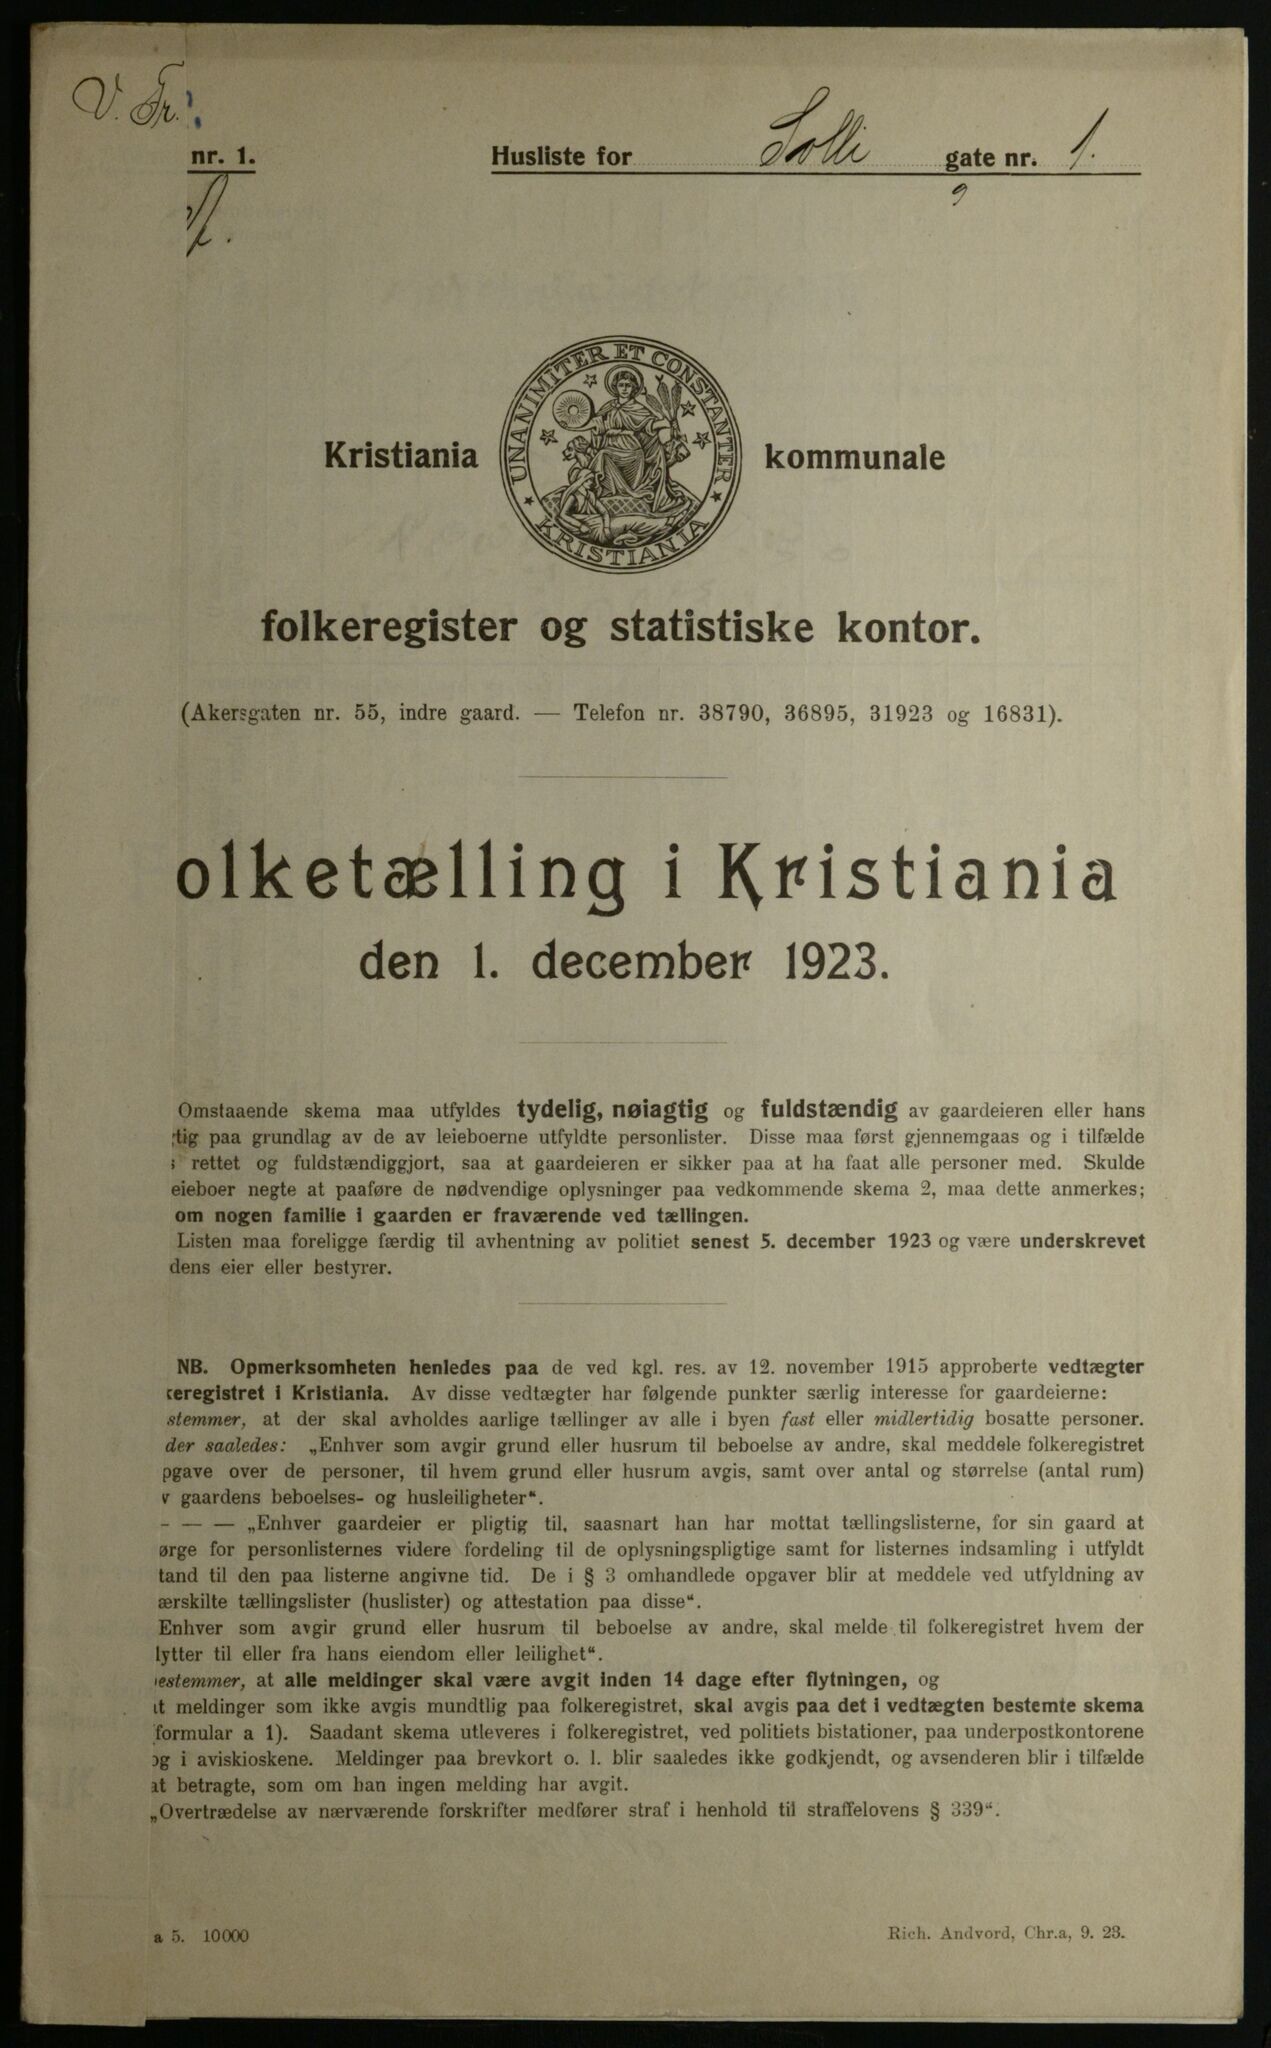 V. Fr.
nr. 1. Husliste for Solli gate nr. 1.
UNANIMITER ET CONSTANTER
KRISTIANIA
Kristiania kommunale
folkeregister og statistiske kontor.
(Akersgaten nr. 55, indre gaard. — Telefon nr. 38790, 36895, 31923 og 16831).
olketælling i Kristiania
den 1. december 1923.
Omstaaende skema maa utfyldes tydelig, nøiagtig og fuldstændig av gaardeieren eller hans
tig paa grundlag av de av leieboerne utfyldte personlister. Disse maa først gjennemgaas og i tilfælde
s rettet og fuldstændiggjort, saa at gaardeieren er sikker paa at ha faat alle personer med. Skulde
eieboer negte at paaføre de nødvendige oplysninger paa vedkommende skema 2, maa dette anmerkes;
om nogen familie i gaarden er fraværende ved tællingen.
Listen maa foreligge færdig til avhentning av politiet senest 5. december 1923 og være underskrevet
dens eier eller bestyrer.
NB. Opmerksomheten henledes paa de ved kgl. res. av 12. november 1915 approberte vedtægter
keregistret i Kristiania. Av disse vedtægter har følgende punkter særlig interesse for gaardeierne:
stemmer, at der skal avholdes aarlige tællinger av alle i byen fast eller midlertidig bosatte personer.
der saaledes: „Enhver som avgir grund eller husrum til beboelse av andre, skal meddele folkeregistret
pgave over de personer, til hvem grund eller husrum avgis, samt over antal og størrelse (antal rum)
v gaardens beboelses- og husleiligheter“.
– — — „Enhver gaardeier er pligtig til, saasnart han har mottat tællingslisterne, for sin gaard at
ørge for personlisternes videre fordeling til de oplysningspligtige samt for listernes indsamling i utfyldt
tand til den paa listerne angivne tid. De i § 3 omhandlede opgaver blir at meddele ved utfyldning av
ærskilte tællingslister (huslister) og attestation paa disse“.
Enhver som avgir grund eller husrum til beboelse av andre, skal melde til folkeregistret hvem der
lytter til eller fra hans eiendom eller leilighet“.
estemmer, at alle meldinger skal være avgit inden 14 dage efter flytningen, og
at meldinger som ikke avgis mundtlig paa folkeregistret, skal avgis paa det i vedtægten bestemte skema
formular a 1). Saadant skema utleveres i folkeregistret, ved politiets bistationer, paa underpostkontorene
og i aviskioskene. Meldinger paa brevkort o. l. blir saaledes ikke godkjendt, og avsenderen blir i tilfælde
at betragte, som om han ingen melding har avgit.
„Overtrædelse av nærværende forskrifter medfører straf i henhold til straffelovens § 339“.
a 5. 10000 Rich. Andvord, Chr.a, 9. 23.